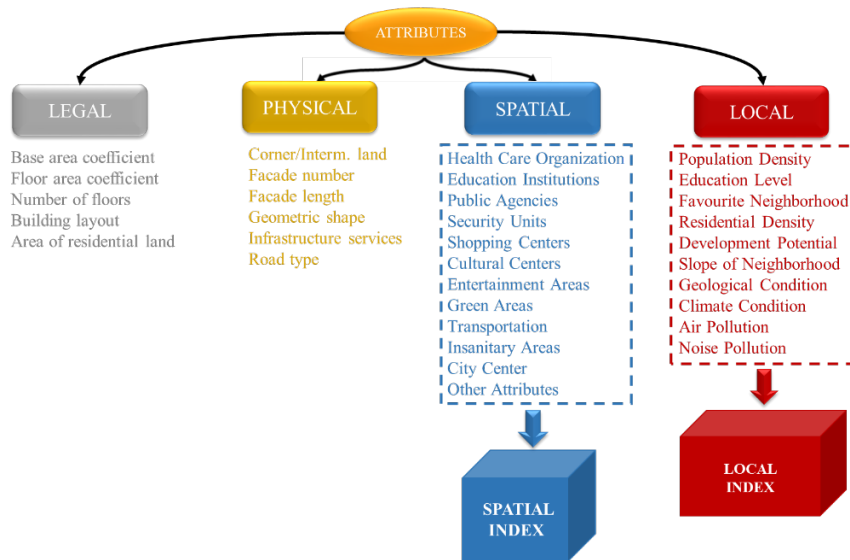 ATTRIBUTES
LEGAL
Base area coefficient
Floor area coefficient
Number of floors
Building layout
Area of residential land
PHYSICAL
Corner/Interm. land
Facade number
Facade length
Geometric shape
Infrastructure services
Road type
SPATIAL
Health Care Organization
Education Institutions
Public Agencies
Security Units
Shopping Centers
Cultural Centers
Entertainment Areas
Green Areas
Transportation
Insanitary Areas
City Center
Other Attributes
SPATIAL
INDEX
LOCAL
Population Density
Education Level
Favourite Neighborhood
Residential Density
Development Potential
Slope of Neighborhood
Geological Condition
Climate Condition
Air Pollution
Noise Pollution
LOCAL
INDEX